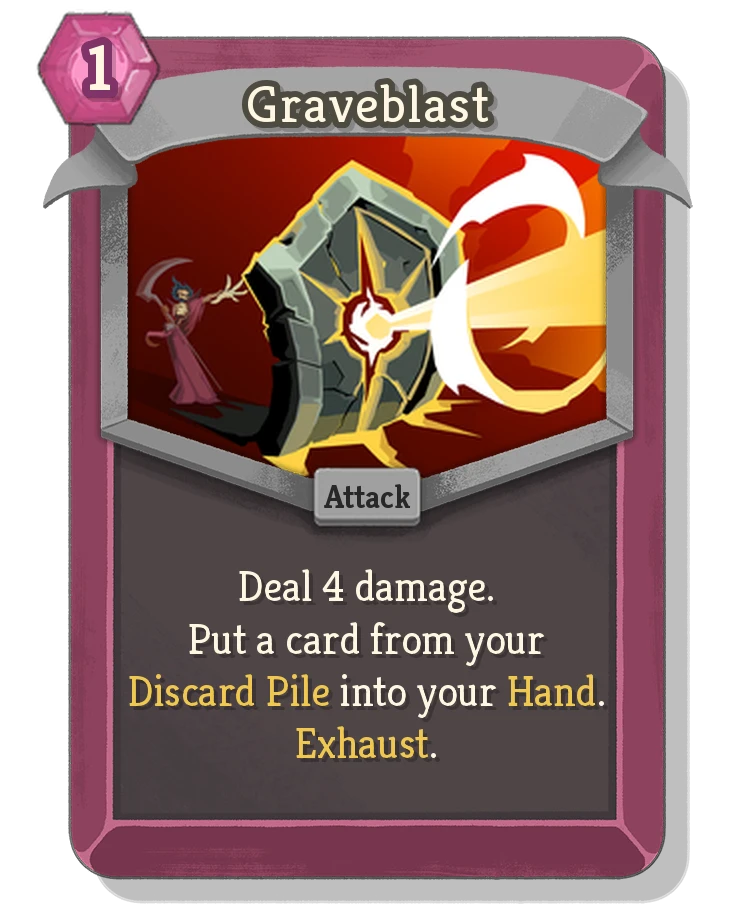 1
Graveblast
Attack
Deal 4 damage.
Put a card from your
Discard Pile into your Hand.
Exhaust.